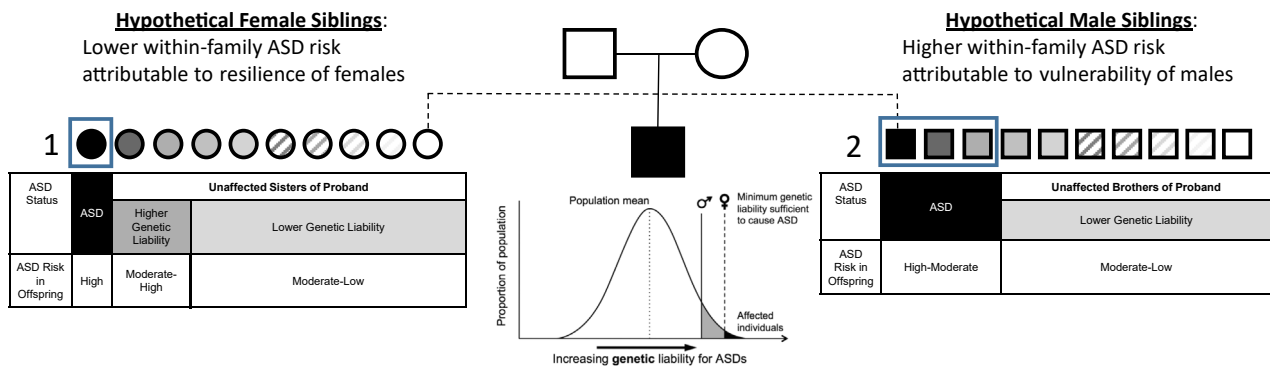 Hypothetical Female Siblings:
Lower within-family ASD risk
attributable to resilience of females
1
ASD
Status
ASD
Unaffected Sisters of Proband
Higher
Genetic
Liability
Lower Genetic Liability
ASD Risk
in
Offspring
High
Moderate-
High
Moderate-Low
Population mean
♂ ♀
Minimum genetic
liability sufficient
to cause ASD
Proportion of population
Affected
individuals
Increasing genetic liability for ASDs
Hypothetical Male Siblings:
Higher within-family ASD risk
attributable to vulnerability of males
2
ASD
Status
ASD
Unaffected Brothers of Proband
Lower Genetic Liability
ASD
Risk in
Offspring
High-Moderate
Moderate-Low